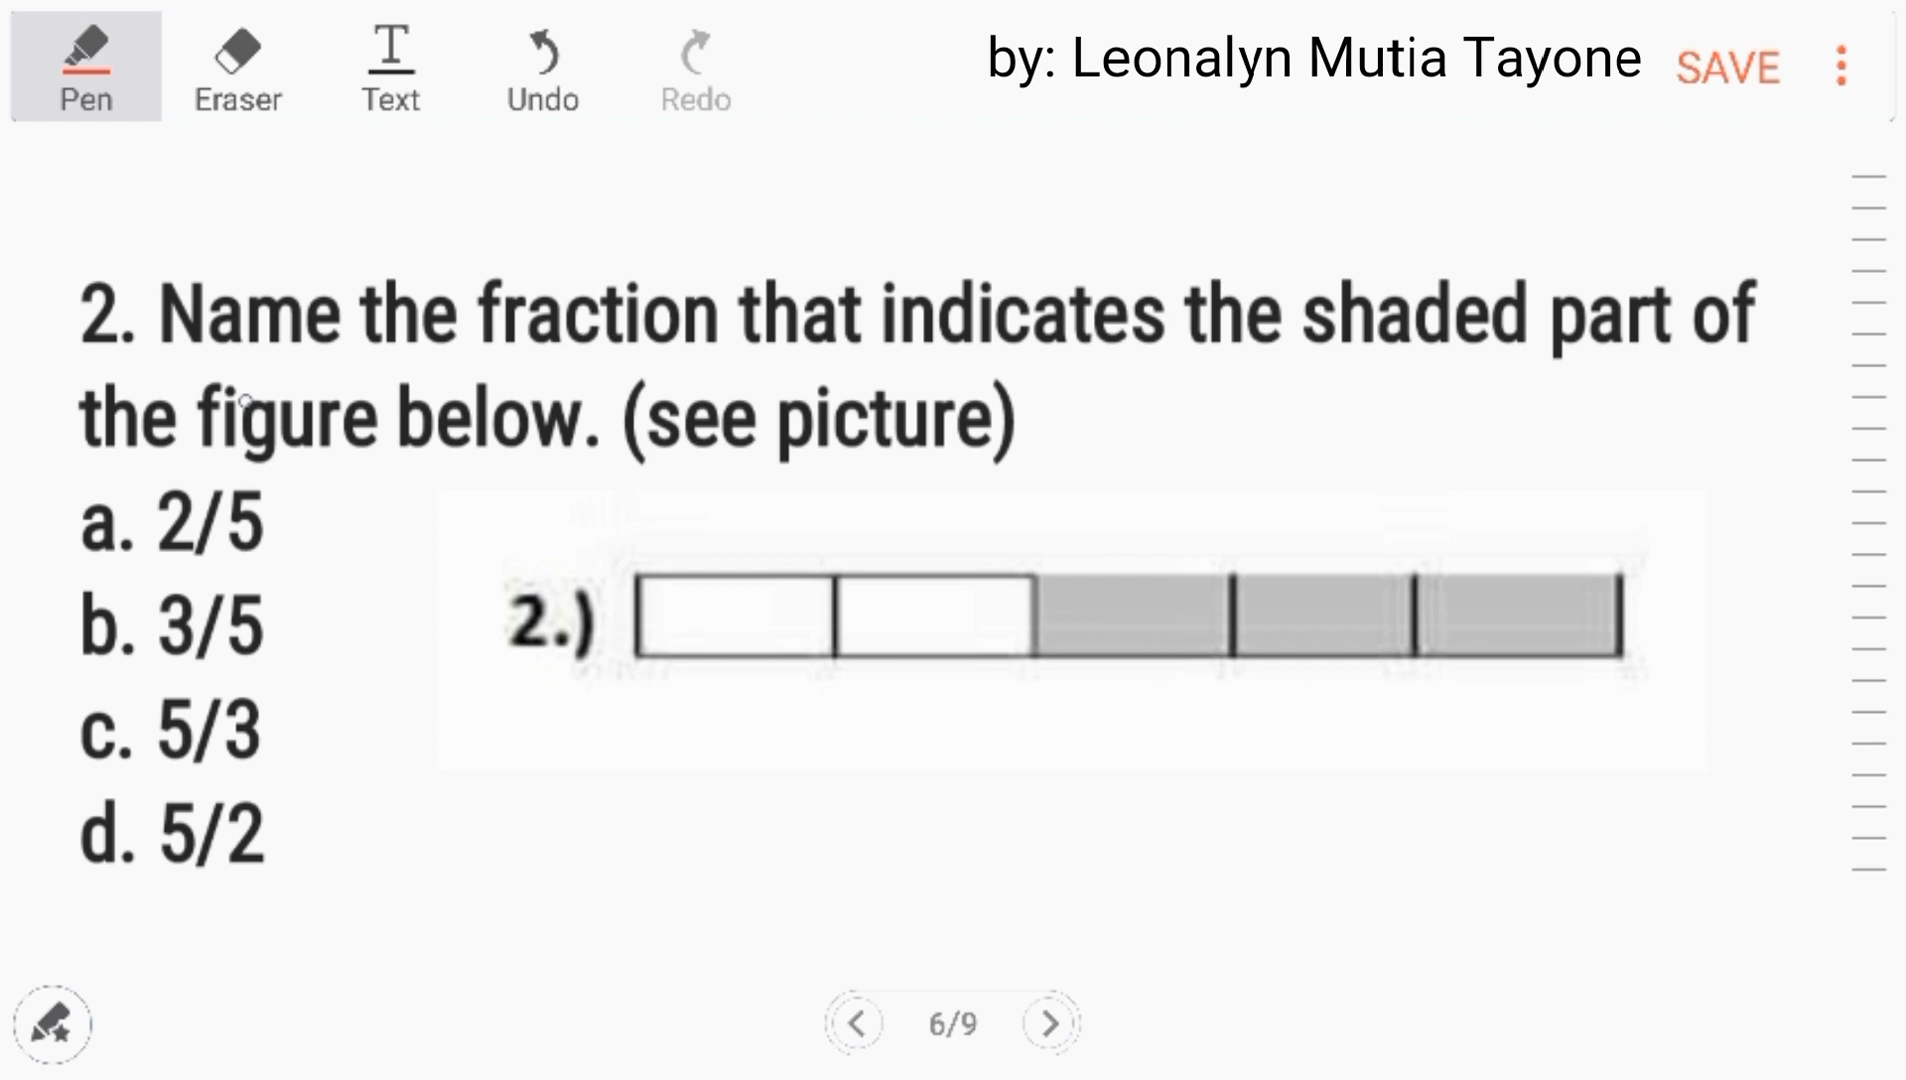 Pen
Eraser
Text
Undo
Redo
by: Leonalyn Mutia Tayone
SAVE
2. Name the fraction that indicates the shaded part of
the figure below. (see picture)
a. 2/5
b. 3/5
c. 5/3
d. 5/2
2.)
6/9